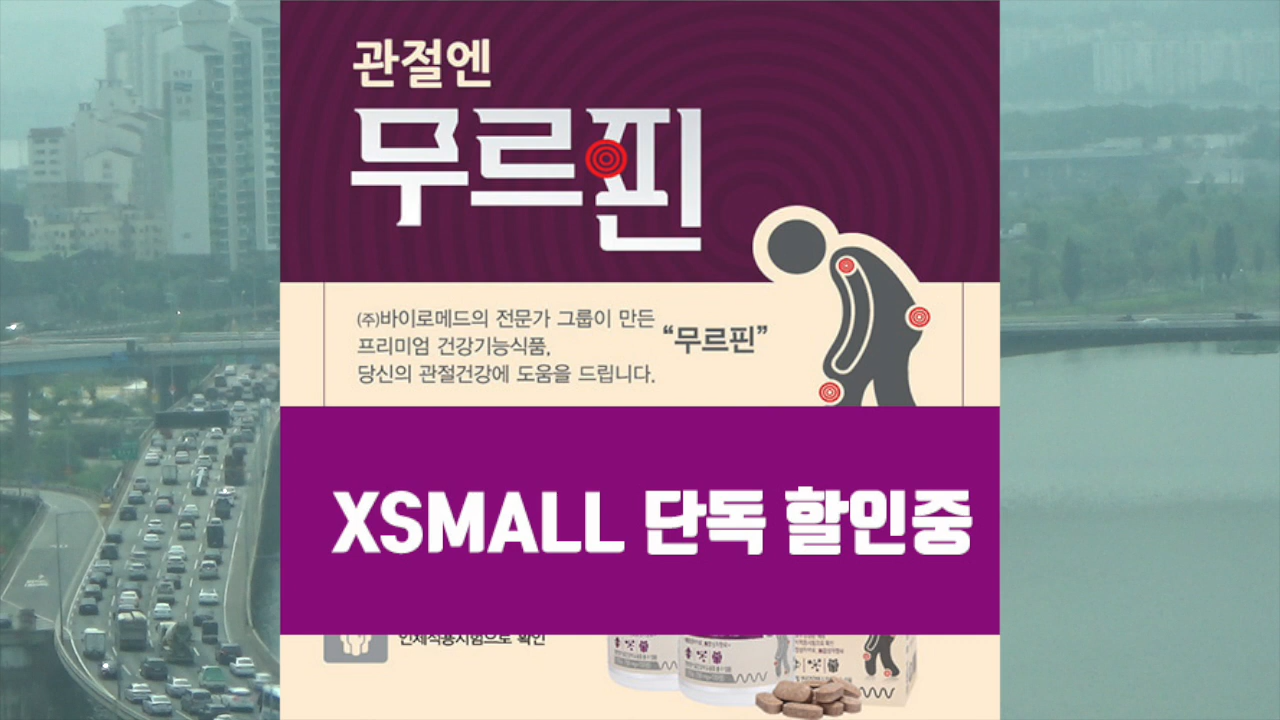 관절엔
무르핀
(주)바이로메드의 전문가 그룹이 만든
프리미엄 건강기능식품,
당신의 관절건강에 도움을 드립니다.
“무르핀”
XSMALL 단독 할인중
인체적용시험으로 확인